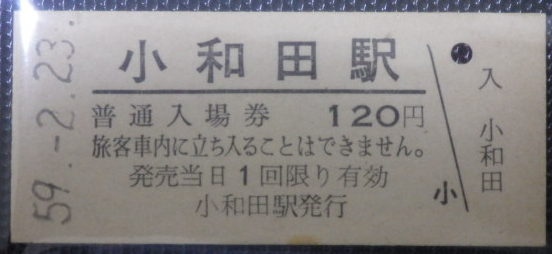 59.-2.23.
小和田駅
普通入場券 120円
旅客車内に立ち入ることはできません。
発売当日1回限り有効
小和田駅発行
小
入 小和田